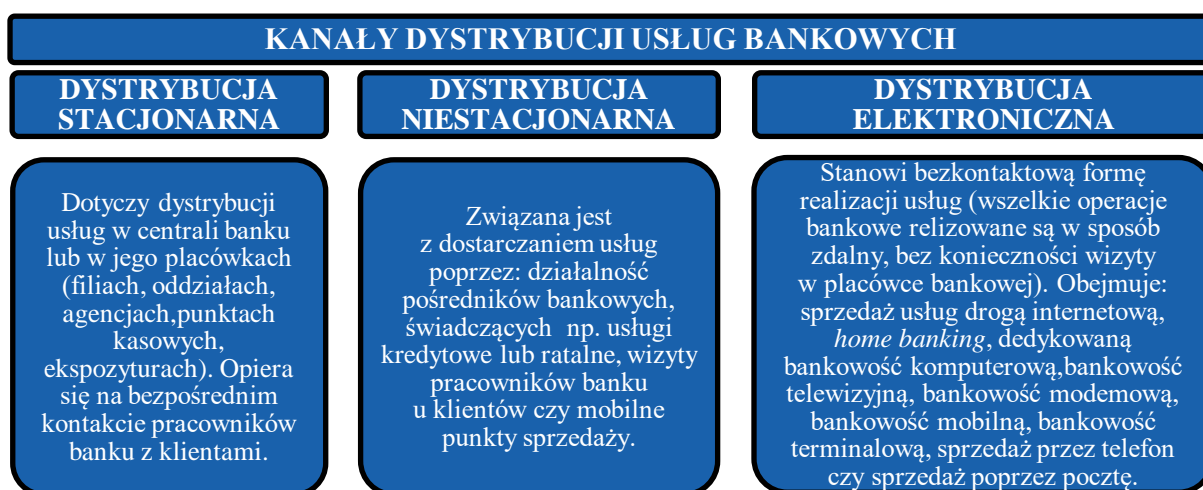 KANAŁY DYSTRYBUCJI USŁUG BANKOWYCH
DYSTRYBUCJA
STACJONARNA
Dotyczy dystrybucji
usług w centrali banku
lub w jego placówkach
(filiach, oddziałach,
agencjach,punktach
kasowych,
ekspozyturach). Opiera
się na bezpośrednim
kontakcie pracowników
banku z klientami.
DYSTRYBUCJA
NIESTACJONARNA
Związana jest
z dostarczaniem usług
poprzez: działalność
pośredników bankowych,
świadczących np. usługi
kredytowe lub ratalne, wizyty
pracowników banku
u klientów czy mobilne
punkty sprzedaży.
DYSTRYBUCJA
ELEKTRONICZNA
Stanowi bezkontaktową formę
realizacji usług (wszelkie operacje
bankowe relizowane są w sposób
zdalny, bez konieczności wizyty
w placówce bankowej). Obejmuje:
sprzedaż usług drogą internetową,
home banking, dedykowaną
bankowość komputerową,bankowość
telewizyjną, bankowość modemową,
bankowość mobilną, bankowość
terminalową, sprzedaż przez telefon
czy sprzedaż poprzez pocztę.